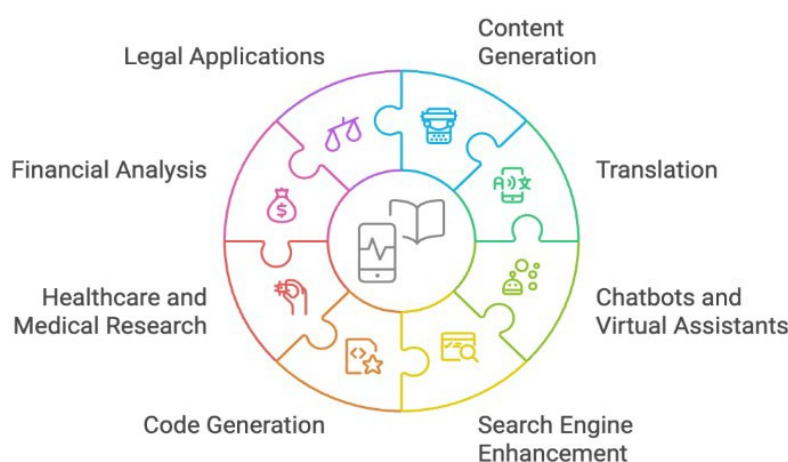 Content
Generation
Legal Applications
Translation
Financial Analysis
Chatbots and
Virtual Assistants
Healthcare and
Medical Research
Search Engine
Enhancement
Code Generation
A
文
$